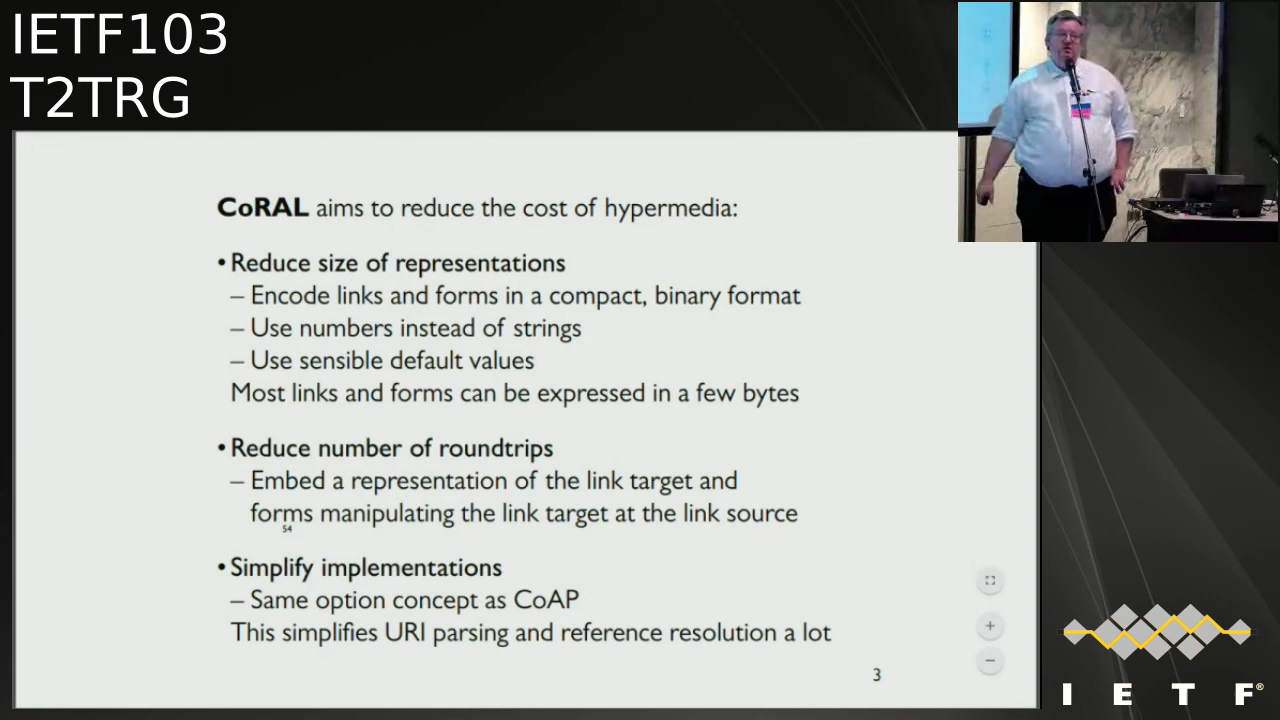 IETF103
T2TRG
CoRAL aims to reduce the cost of hypermedia:
• Reduce size of representations
– Encode links and forms in a compact, binary format
– Use numbers instead of strings
– Use sensible default values
Most links and forms can be expressed in a few bytes
• Reduce number of roundtrips
– Embed a representation of the link target and
forms manipulating the link target at the link source
54
• Simplify implementations
– Same option concept as CoAP
This simplifies URI parsing and reference resolution a lot
3
I E T F®